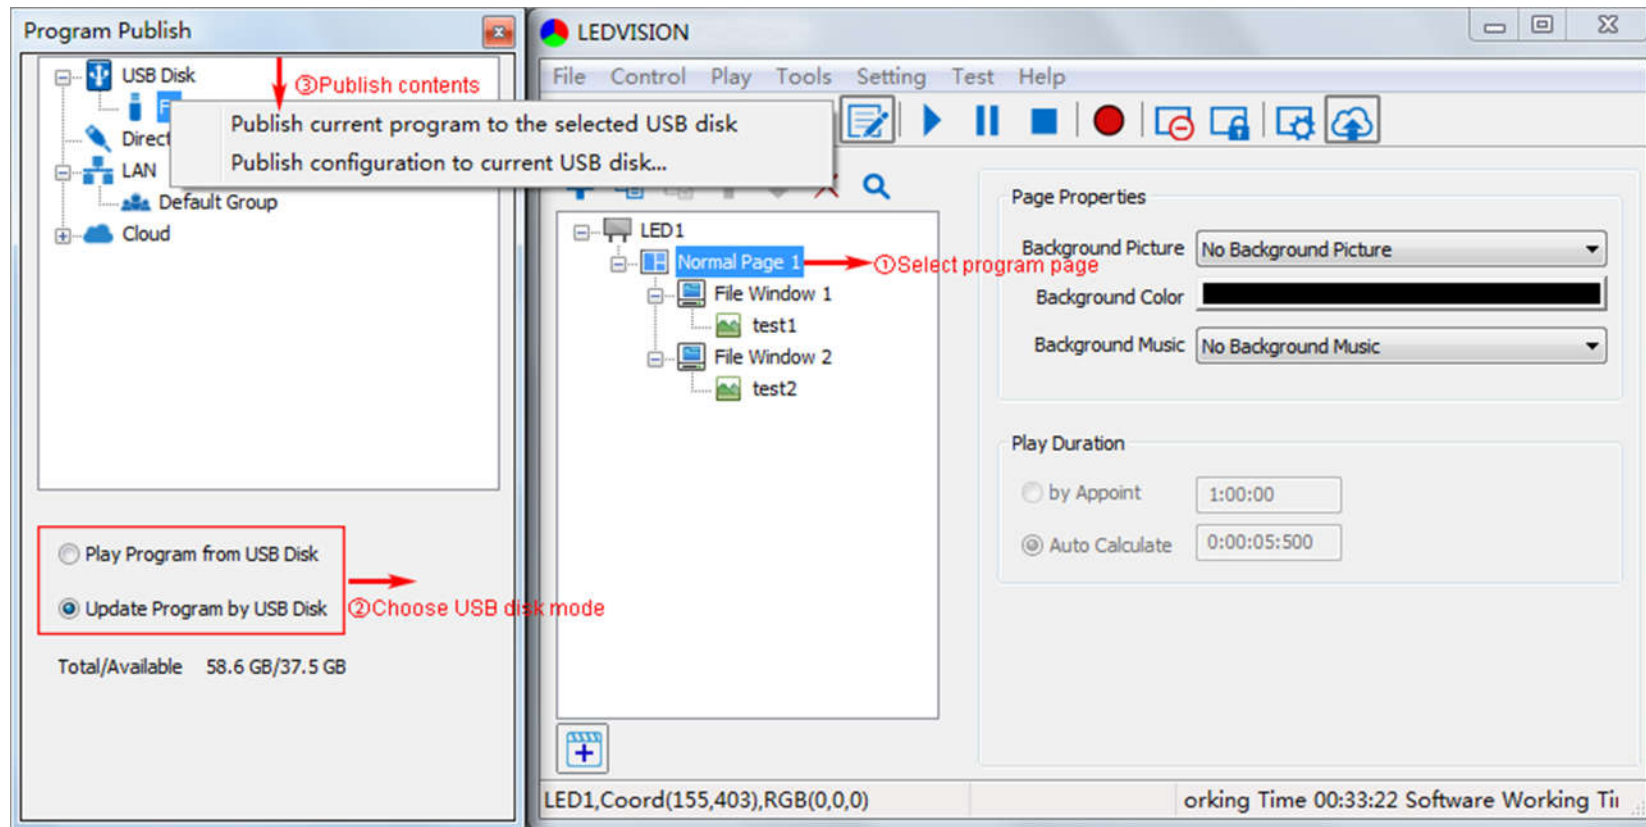 Program Publish
USB Disk
③Publish contents
Publish current program to the selected USB disk
Publish configuration to current USB disk...
Direct
LAN
Default Group
Cloud
Play Program from USB Disk
Update Program by USB Disk
②Choose USB disk mode
Total/Available 58.6 GB/37.5 GB
LEDVISION
File Control Play Tools Setting Test Help
LED1
Normal Page 1
①Select program page
File Window 1
test1
File Window 2
test2
Page Properties
Background Picture No Background Picture
Background Color
Background Music No Background Music
Play Duration
by Appoint 1:00:00
Auto Calculate 0:00:05:500
LED1,Coord(155,403),RGB(0,0,0)
orking Time 00:33:22 Software Working Ti